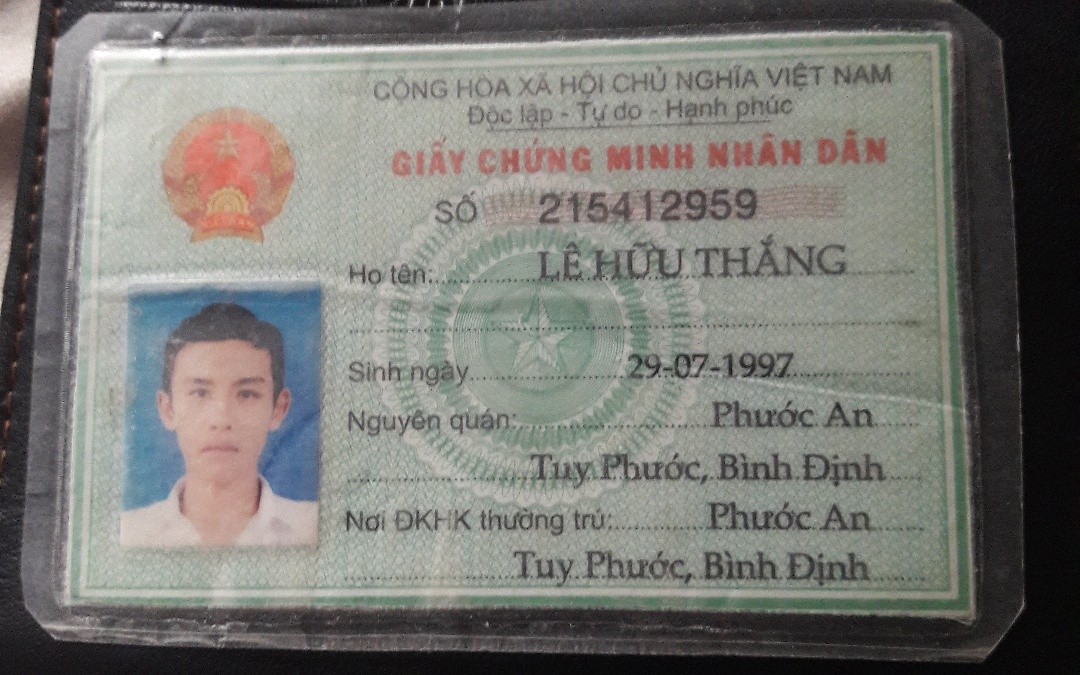 CỘNG HÒA XÃ HỘI CHỦ NGHĨA VIỆT NAM
Độc lập - Tự do - Hạnh phúc
GIẤY CHỨNG MINH NHÂN DÂN
SỐ 215412959
Họ tên: LÊ HỮU THẮNG
Sinh ngày 29-07-1997
Nguyên quán: Phước An
Tuy Phước, Bình Định
Nơi ĐKHK thường trú: Phước An
Tuy Phước, Bình Định